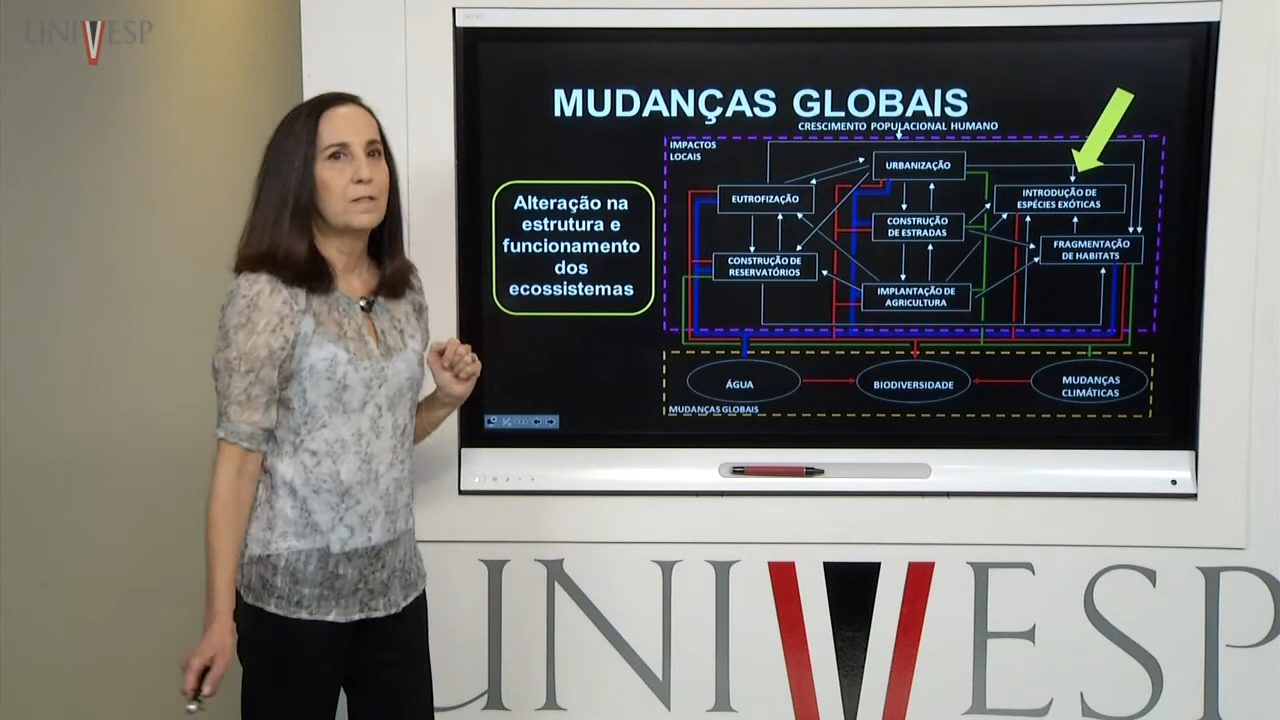 UNIVESP
MUDANÇAS GLOBAIS
CRESCIMENTO POPULACIONAL HUMANO
IMPACTOS
LOCAIS
URBANIZAÇÃO
EUTROFIZAÇÃO
INTRODUÇÃO DE
ESPÉCIES EXÓTICAS
Alteração na
estrutura e
funcionamento
dos
ecossistemas
CONSTRUÇÃO
DE ESTRADAS
FRAGMENTAÇÃO
DE HABITATS
CONSTRUÇÃO DE
RESERVATÓRIOS
IMPLANTAÇÃO DE
AGRICULTURA
ÁGUA
BIODIVERSIDADE
MUDANÇAS
CLIMÁTICAS
MUDANÇAS GLOBAIS
UNIVESP